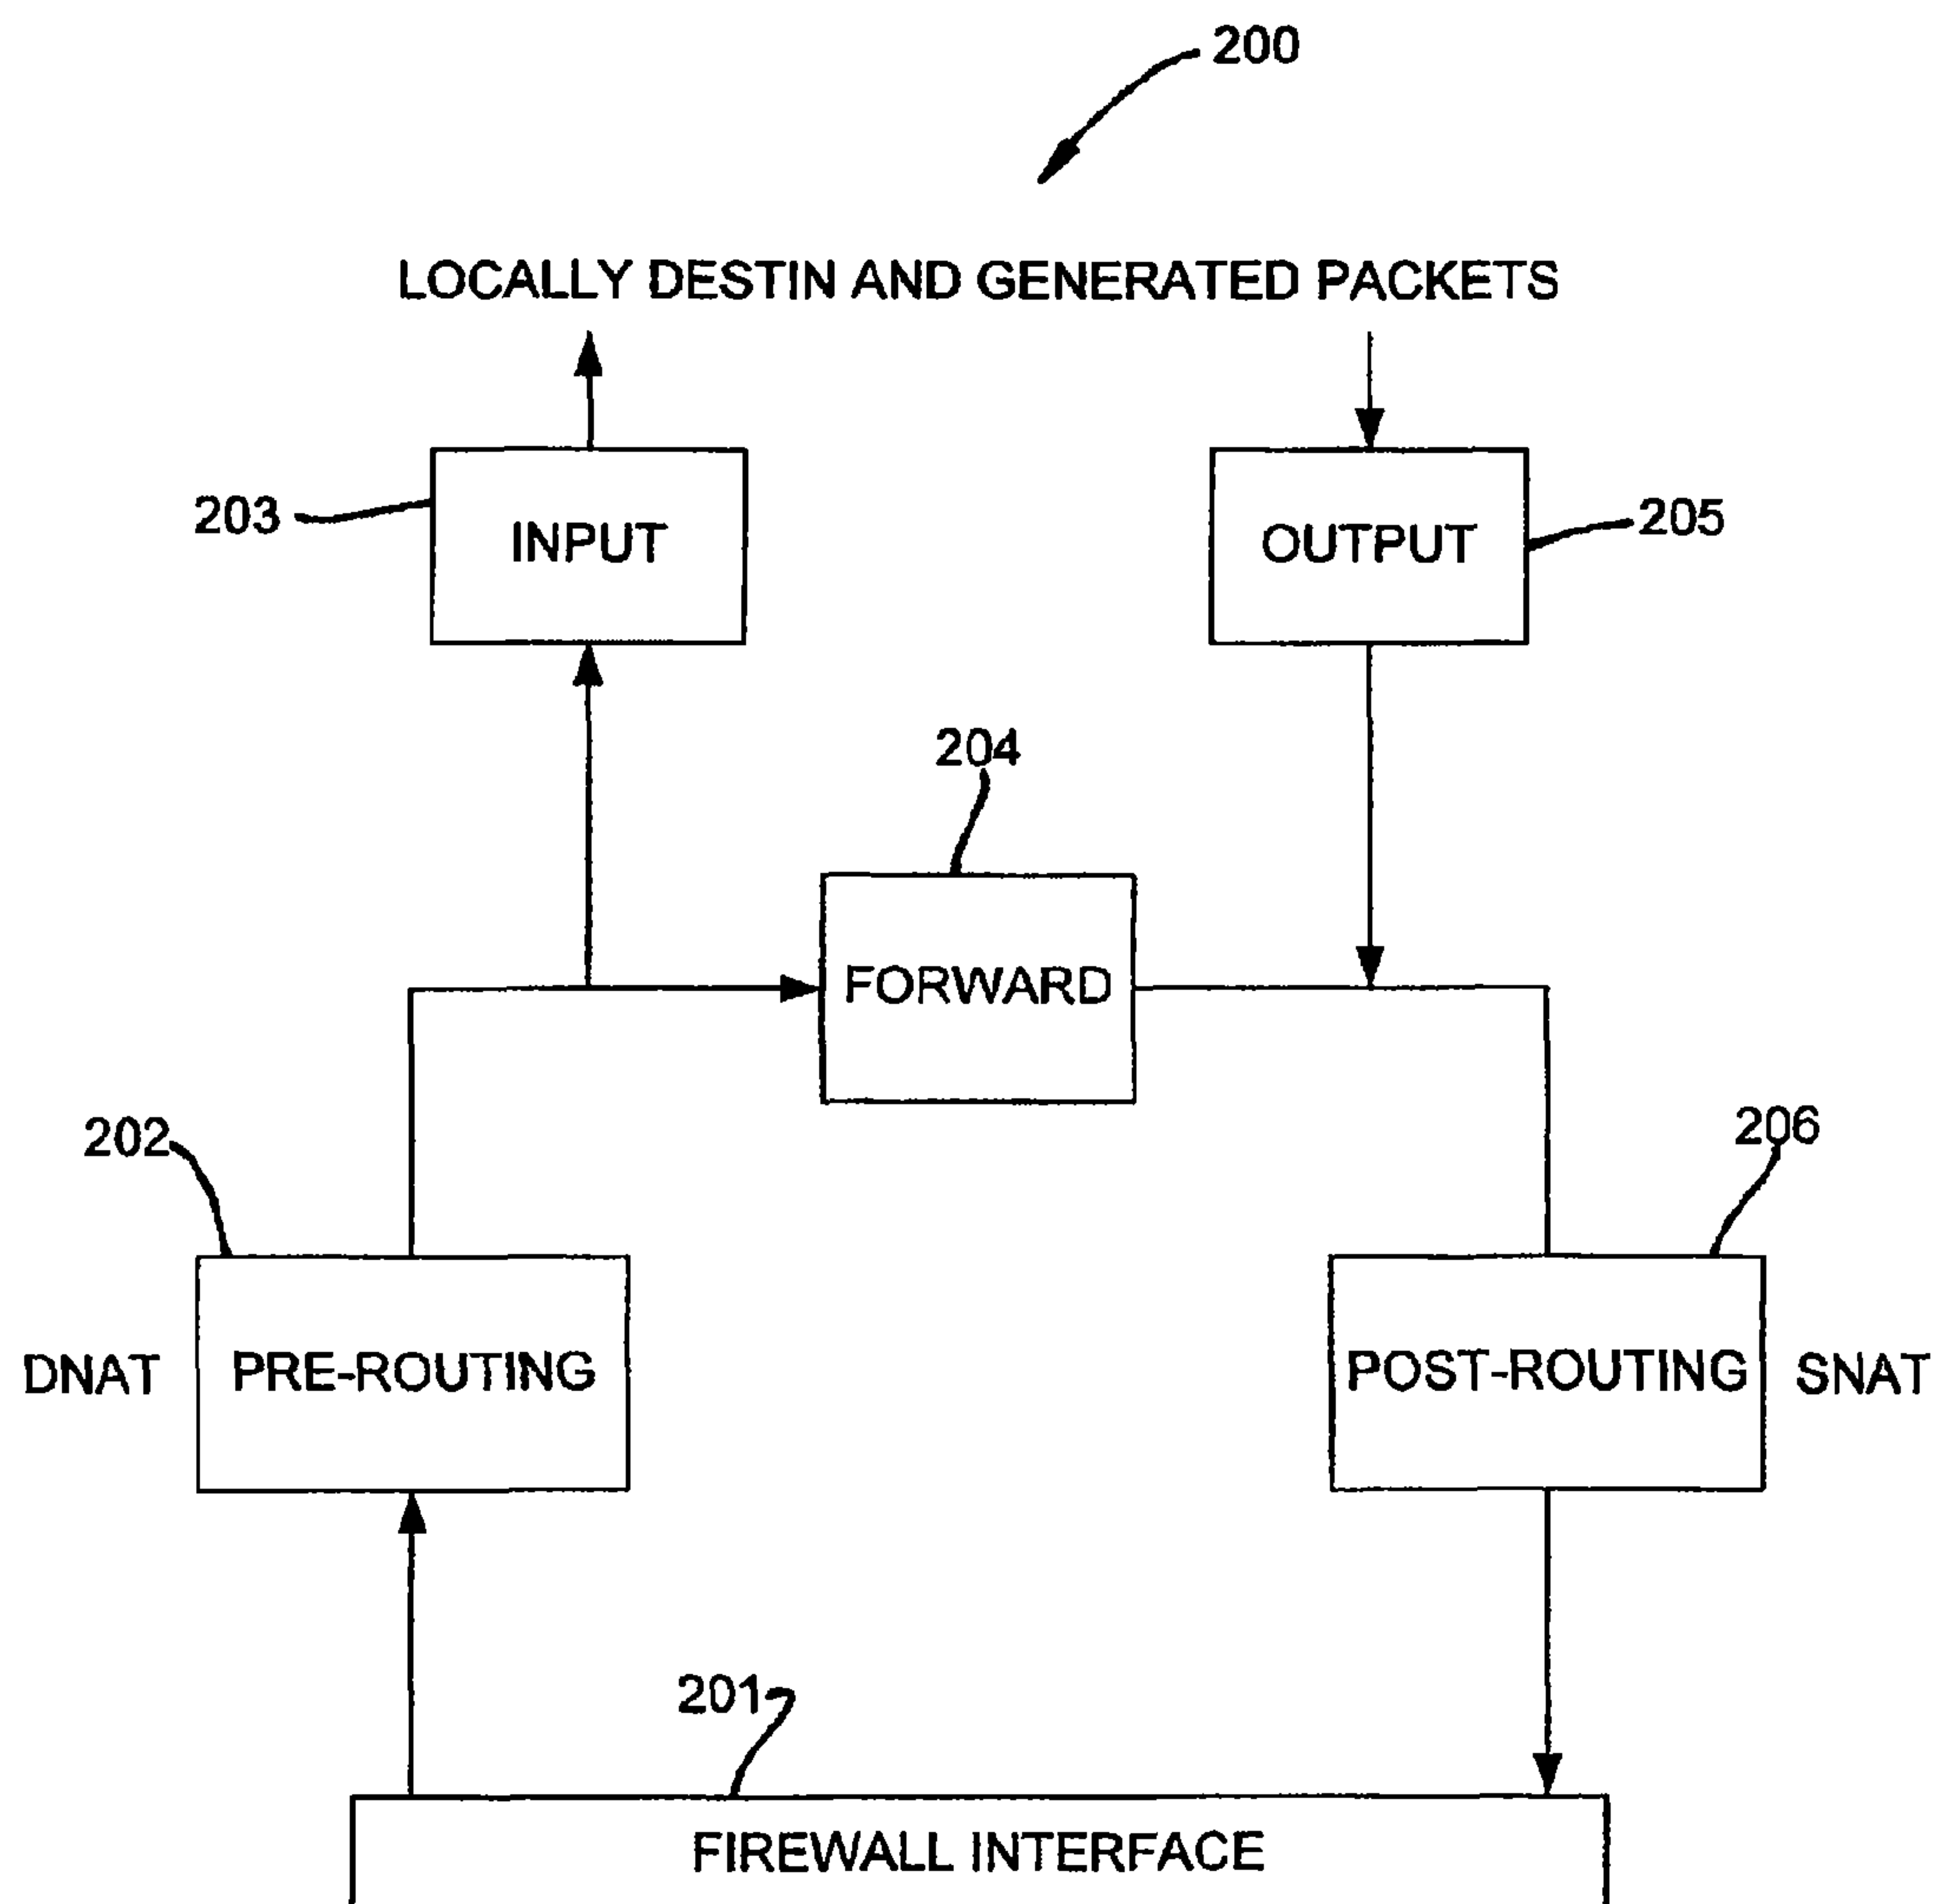 200
LOCALLY DESTIN AND GENERATED PACKETS
203
INPUT
OUTPUT
205
204
FORWARD
202
206
DNAT
PRE-ROUTING
POST-ROUTING
SNAT
201
FIREWALL INTERFACE